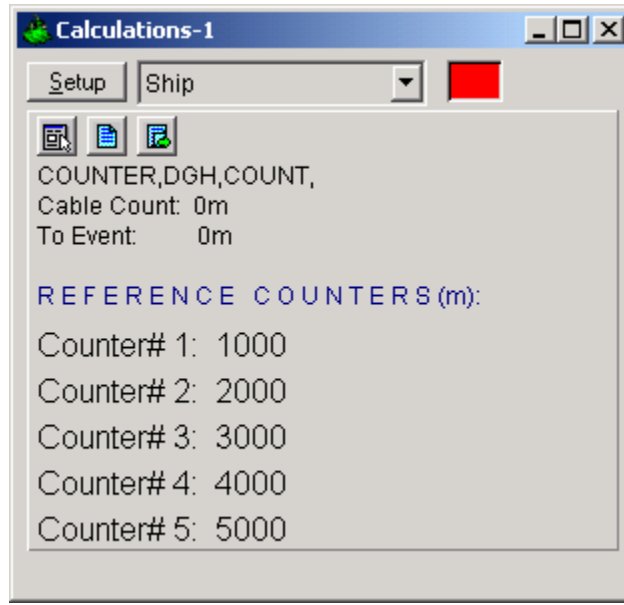 Calculations-1
Setup Ship
COUNTER,DGH,COUNT,
Cable Count: 0m
To Event: 0m
REFERENCE COUNTERS(m):
Counter# 1: 1000
Counter# 2: 2000
Counter# 3: 3000
Counter# 4: 4000
Counter# 5: 5000